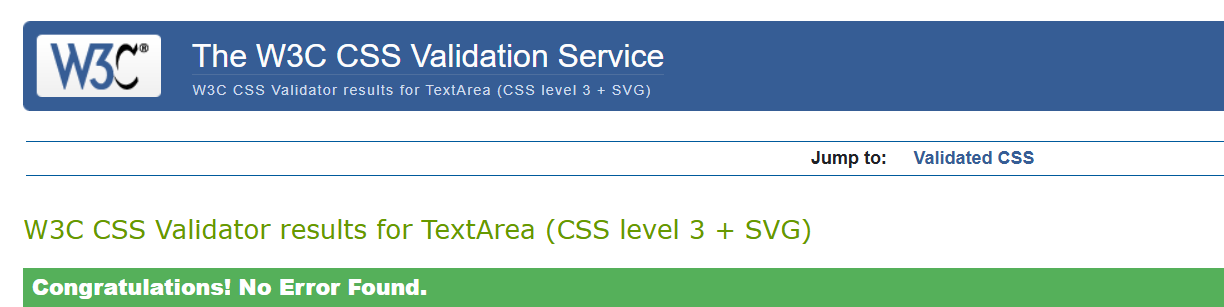 W3C®
The W3C CSS Validation Service
W3C CSS Validator results for TextArea (CSS level 3 + SVG)
Jump to: Validated CSS
W3C CSS Validator results for TextArea (CSS level 3 + SVG)
Congratulations! No Error Found.